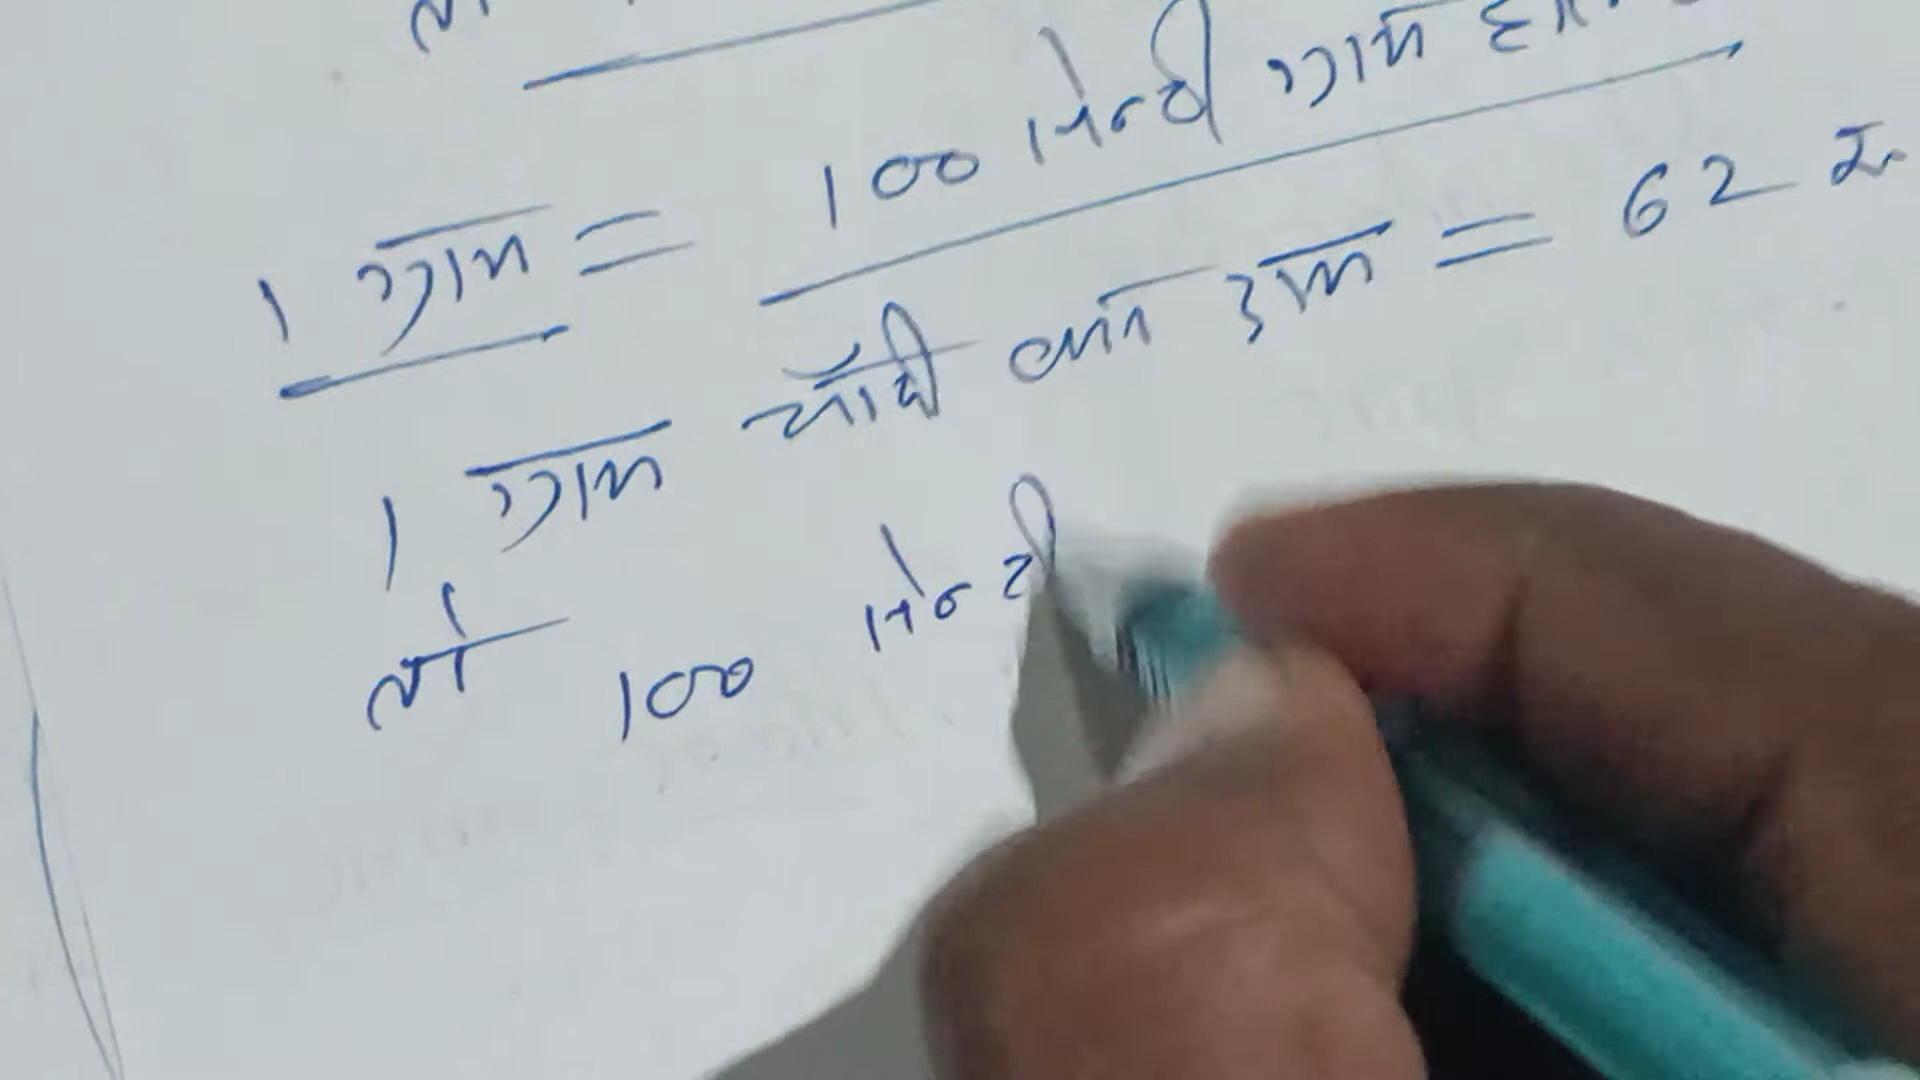 1 ग्राम = 100 सेन्टी ग्राम
1 ग्राम चाँदी का दाम = 62 रु
तो 100 सेन्टी